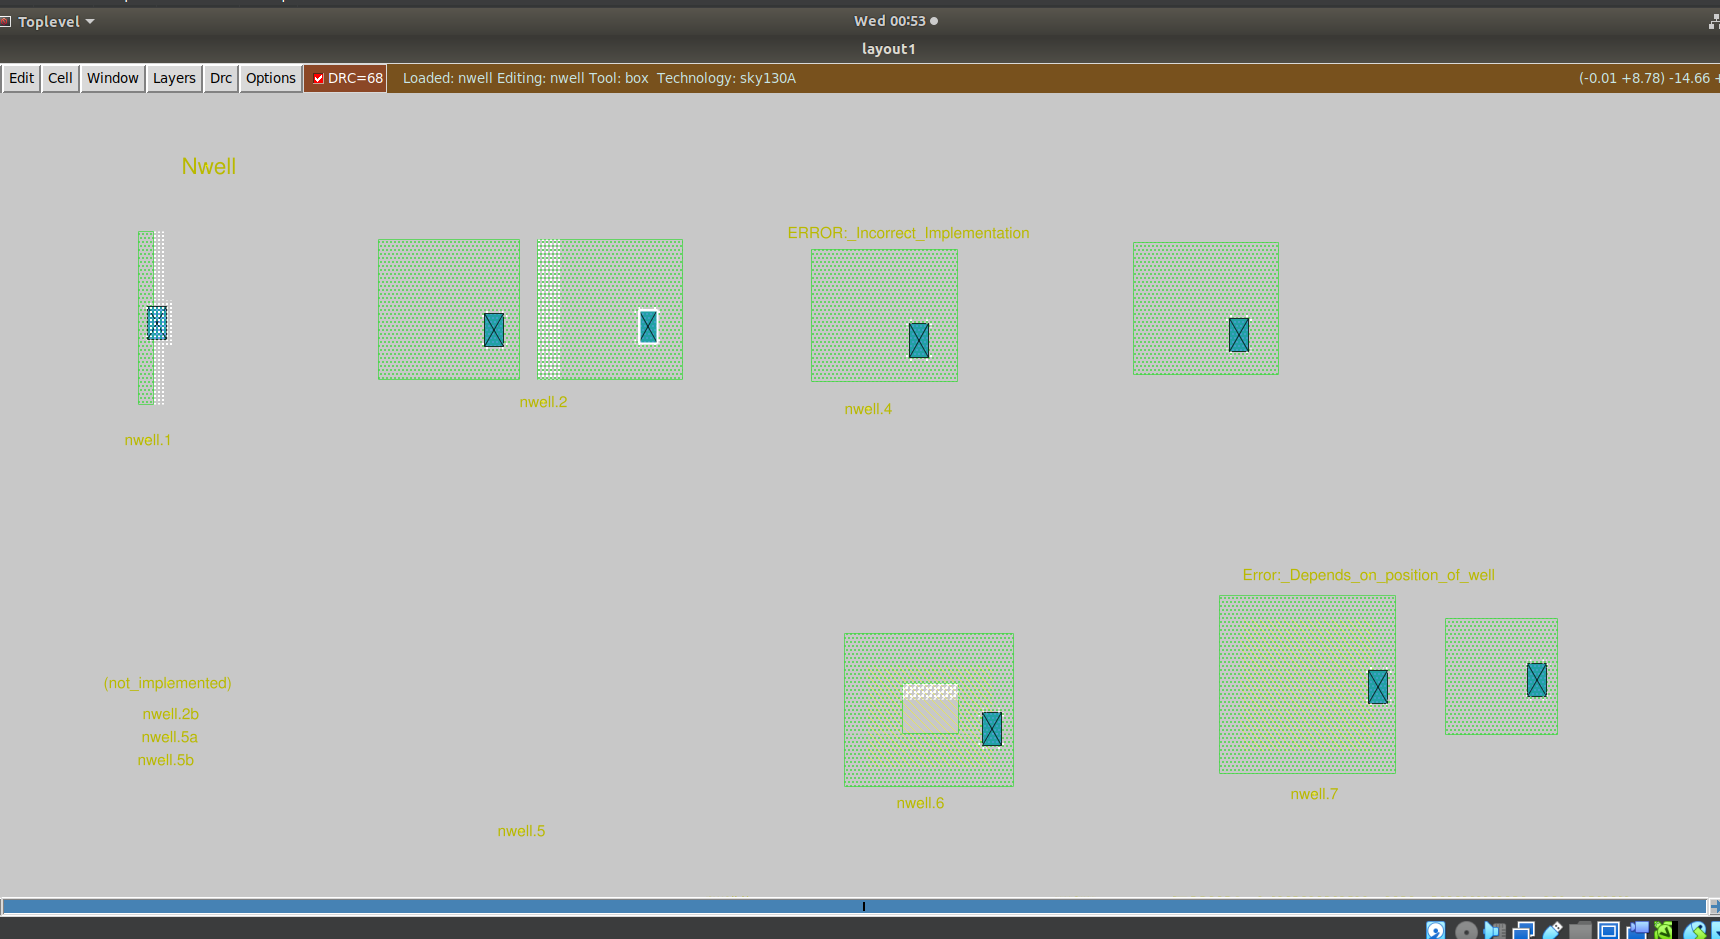 Toplevel
Wed 00:53
layout1
Edit Cell Window Layers Drc Options DRC=68 Loaded: nwell Editing: nwell Tool: box Technology: sky130A (-0.01 +8.78) -14.66 +
Nwell
ERROR:_Incorrect_Implementation
nwell.2
nwell.4
nwell.1
Error:_Depends_on_position_of_well
(not_implemented)
nwell.2b
nwell.5a
nwell.5b
nwell.7
nwell.6
nwell.5